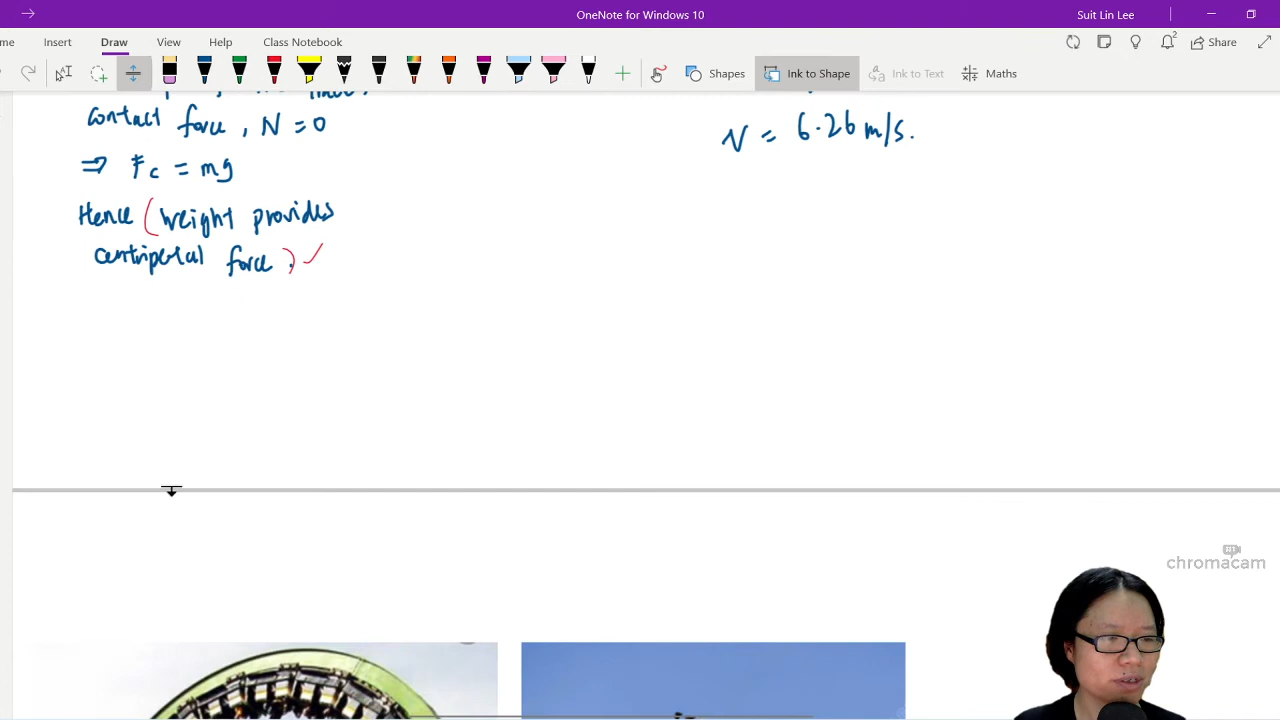 OneNote for Windows 10
Suit Lin Lee
me Insert Draw View Help Class Notebook
Share
Shapes
Ink to Shape
Ink to Text
Maths
contact force, N = 0
⇒ Fc = mg
Hence (weight provides
centripetal force.) ✓
V = 6.26 m/s.
chromacam